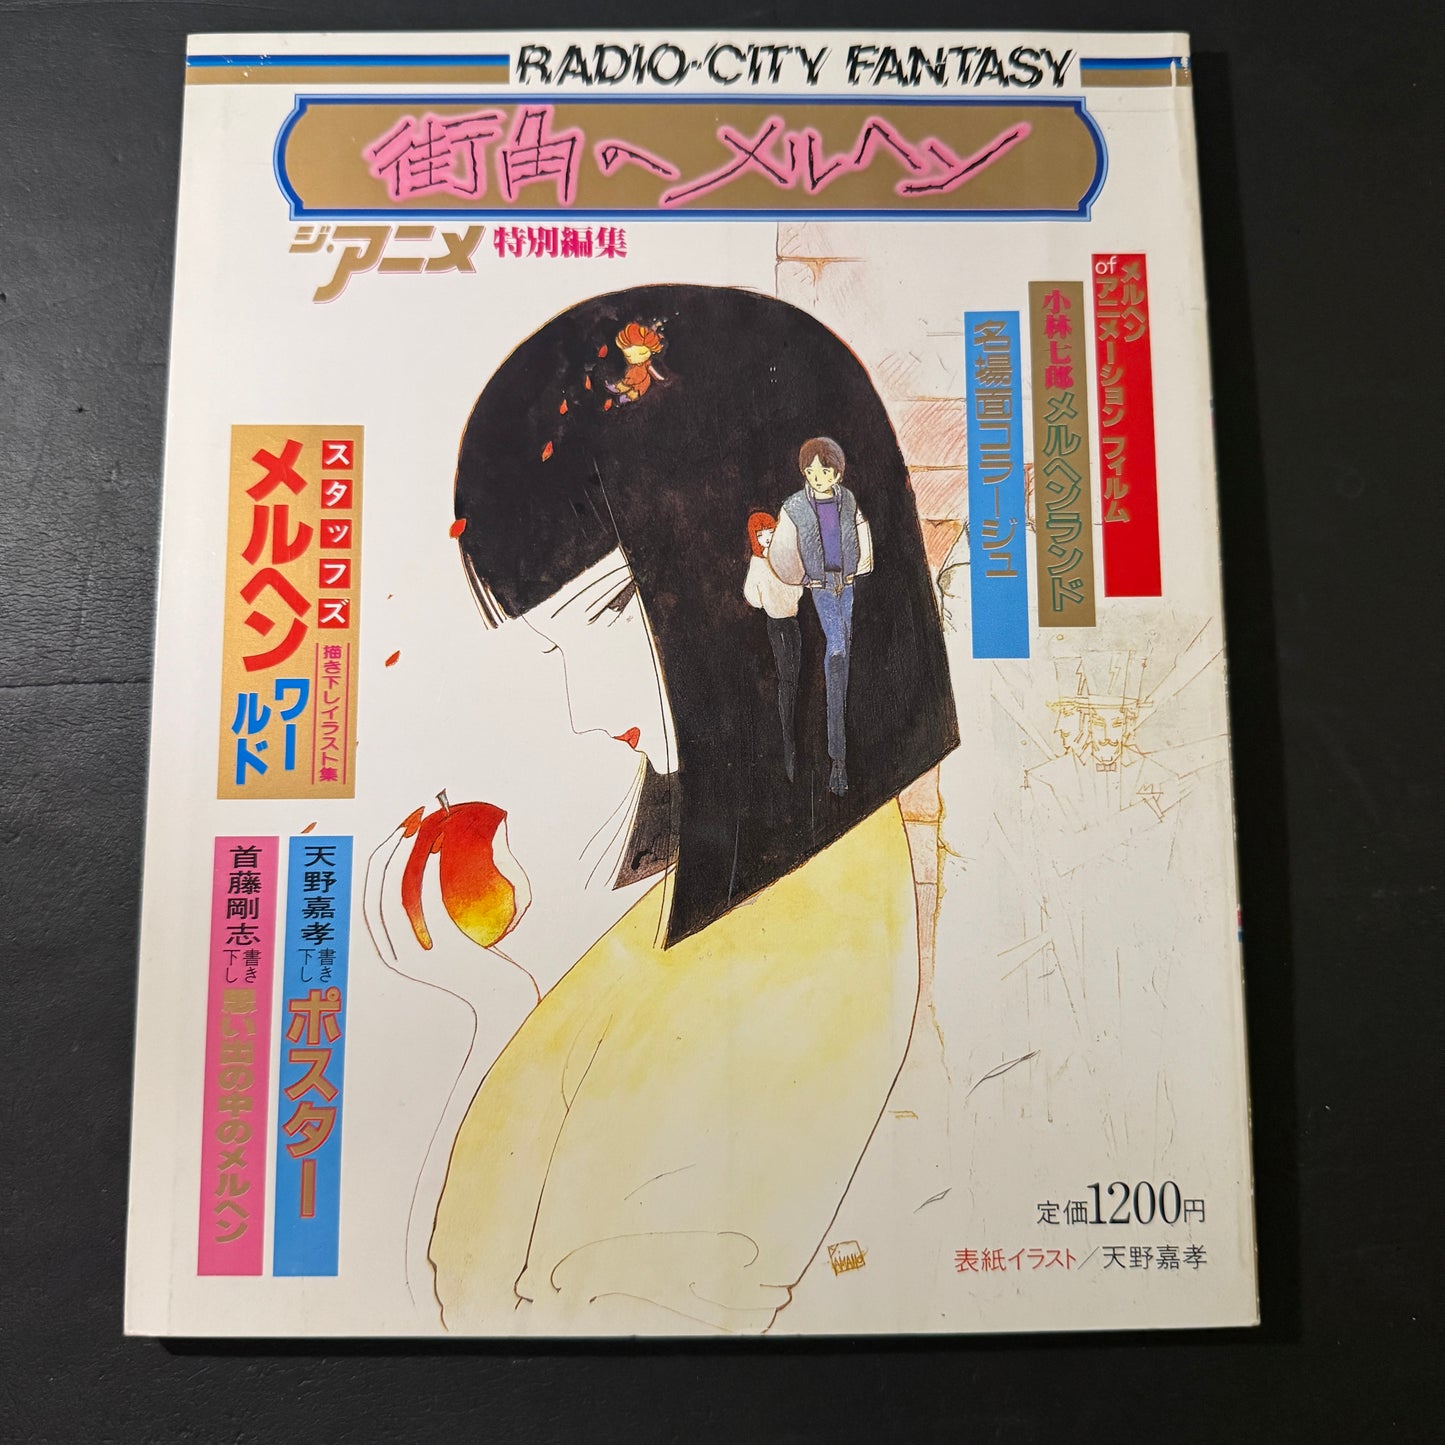 RADIO-CITY FANTASY
街角のメルヘン
ジ・アニメ 特別編集
メルヘン
of
アニメーション フィルム
小林七郎 メルヘンランド
名場面コラージュ
スタッフズ
メルヘン
ワールド
描き下しイラスト集
天野嘉孝 書き下し ポスター
首藤剛志 書き下し 思い出の中のメルヘン
定価1200円
表紙イラスト/天野嘉孝
AMANO